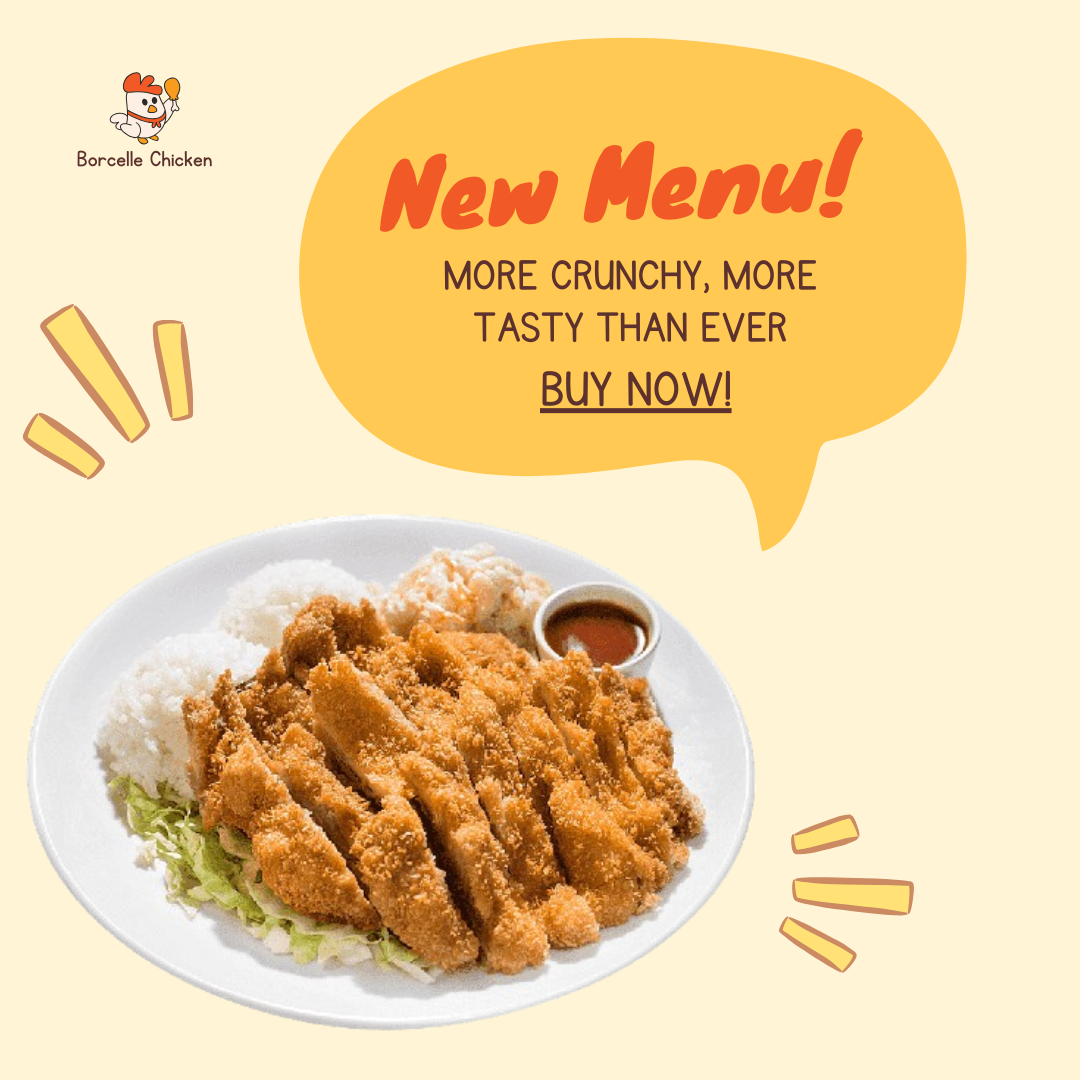 Borcelle Chicken
New Menu!
MORE CRUNCHY, MORE
TASTY THAN EVER
BUY NOW!